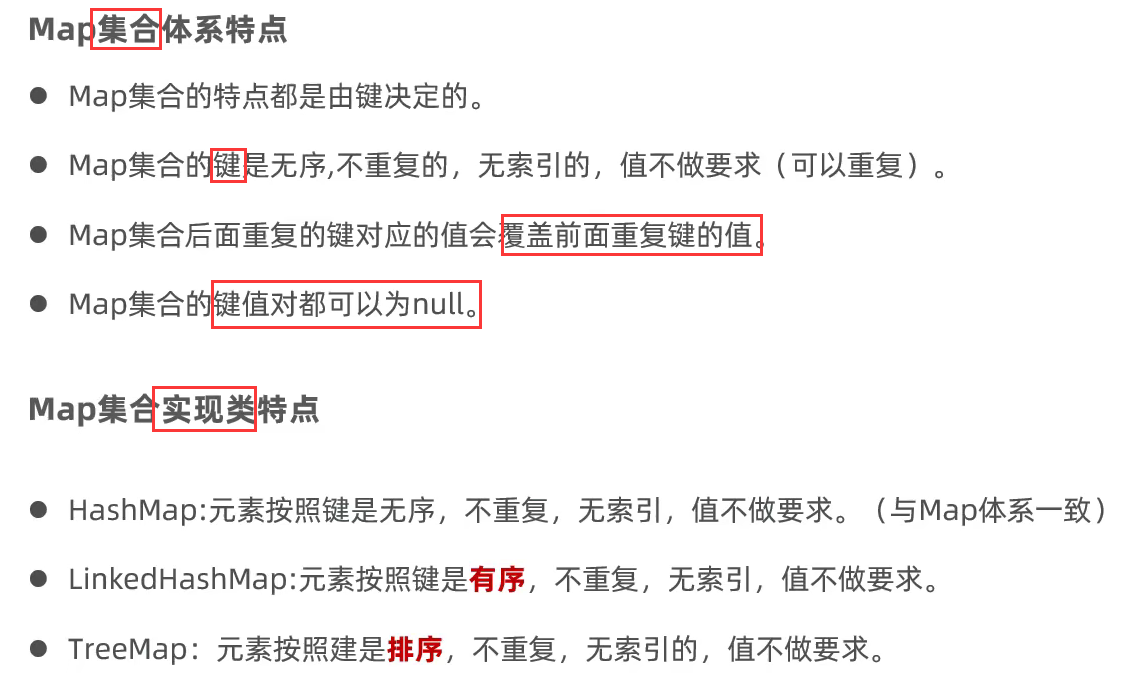 Map集合体系特点
● Map集合的特点都是由键决定的。
● Map集合的键是无序,不重复的，无索引的，值不做要求（可以重复）。
● Map集合后面重复的键对应的值会覆盖前面重复键的值。
● Map集合的键值对都可以为null。
Map集合实现类特点
● HashMap:元素按照键是无序，不重复，无索引，值不做要求。（与Map体系一致）
● LinkedHashMap:元素按照键是有序，不重复，无索引，值不做要求。
● TreeMap：元素按照建是排序，不重复，无索引的，值不做要求。